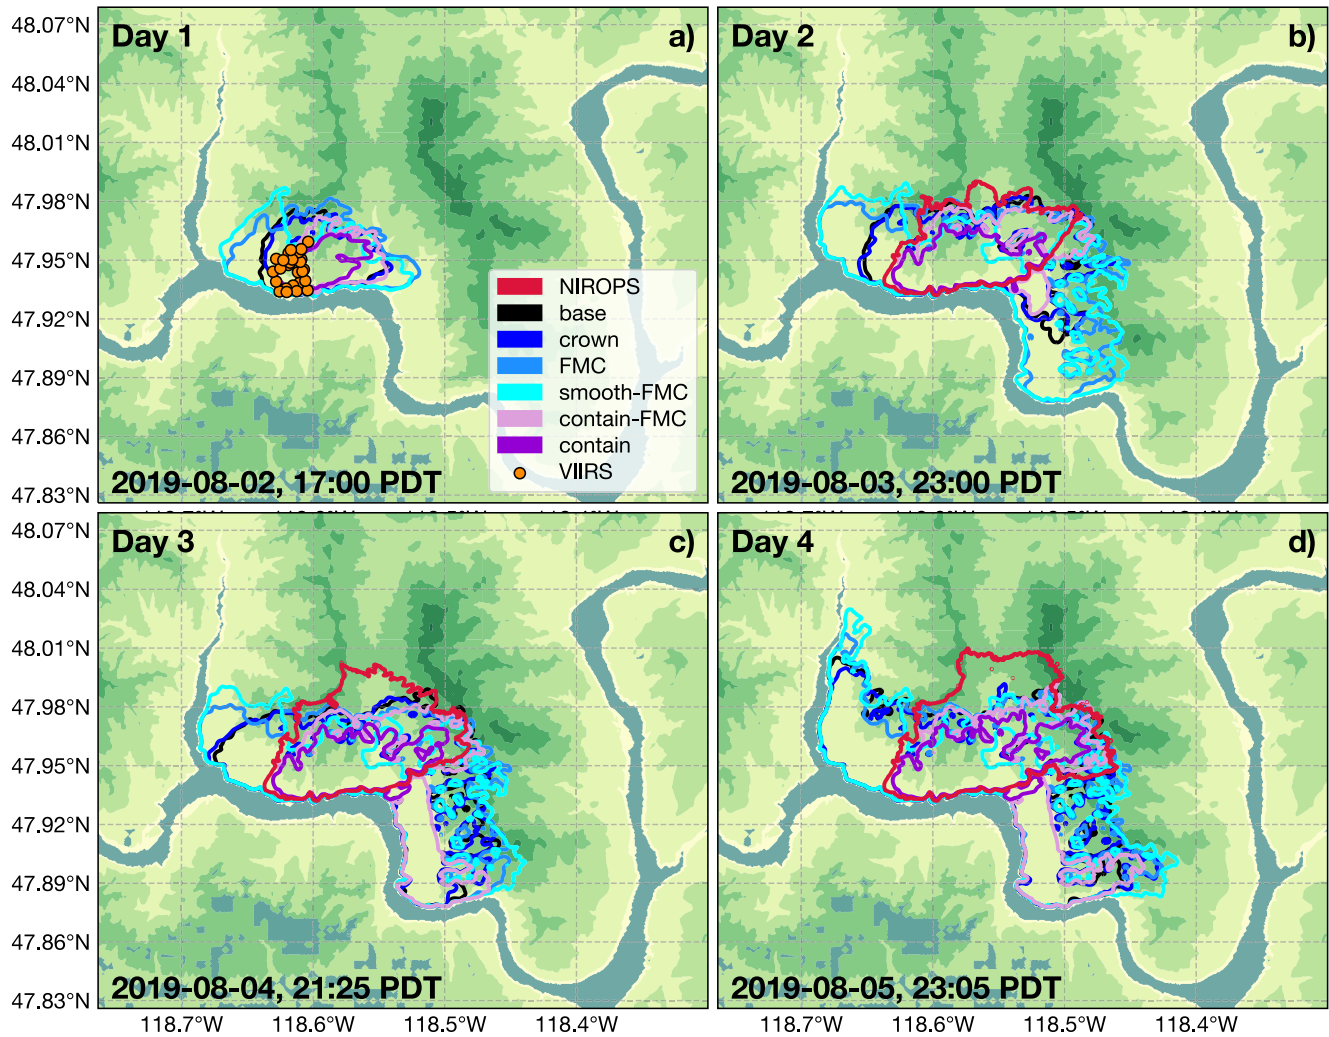 Day 1
a)
48.07°N
48.04°N
48.01°N
47.98°N
47.95°N
47.92°N
47.89°N
47.86°N
47.83°N
NIROPS
base
crown
FMC
smooth-FMC
contain-FMC
contain
VIIRS
2019-08-02, 17:00 PDT
Day 2
b)
2019-08-03, 23:00 PDT
Day 3
c)
48.07°N
48.04°N
48.01°N
47.98°N
47.95°N
47.92°N
47.89°N
47.86°N
47.83°N
2019-08-04, 21:25 PDT
118.7°W 118.6°W 118.5°W 118.4°W
Day 4
d)
2019-08-05, 23:05 PDT
118.7°W 118.6°W 118.5°W 118.4°W